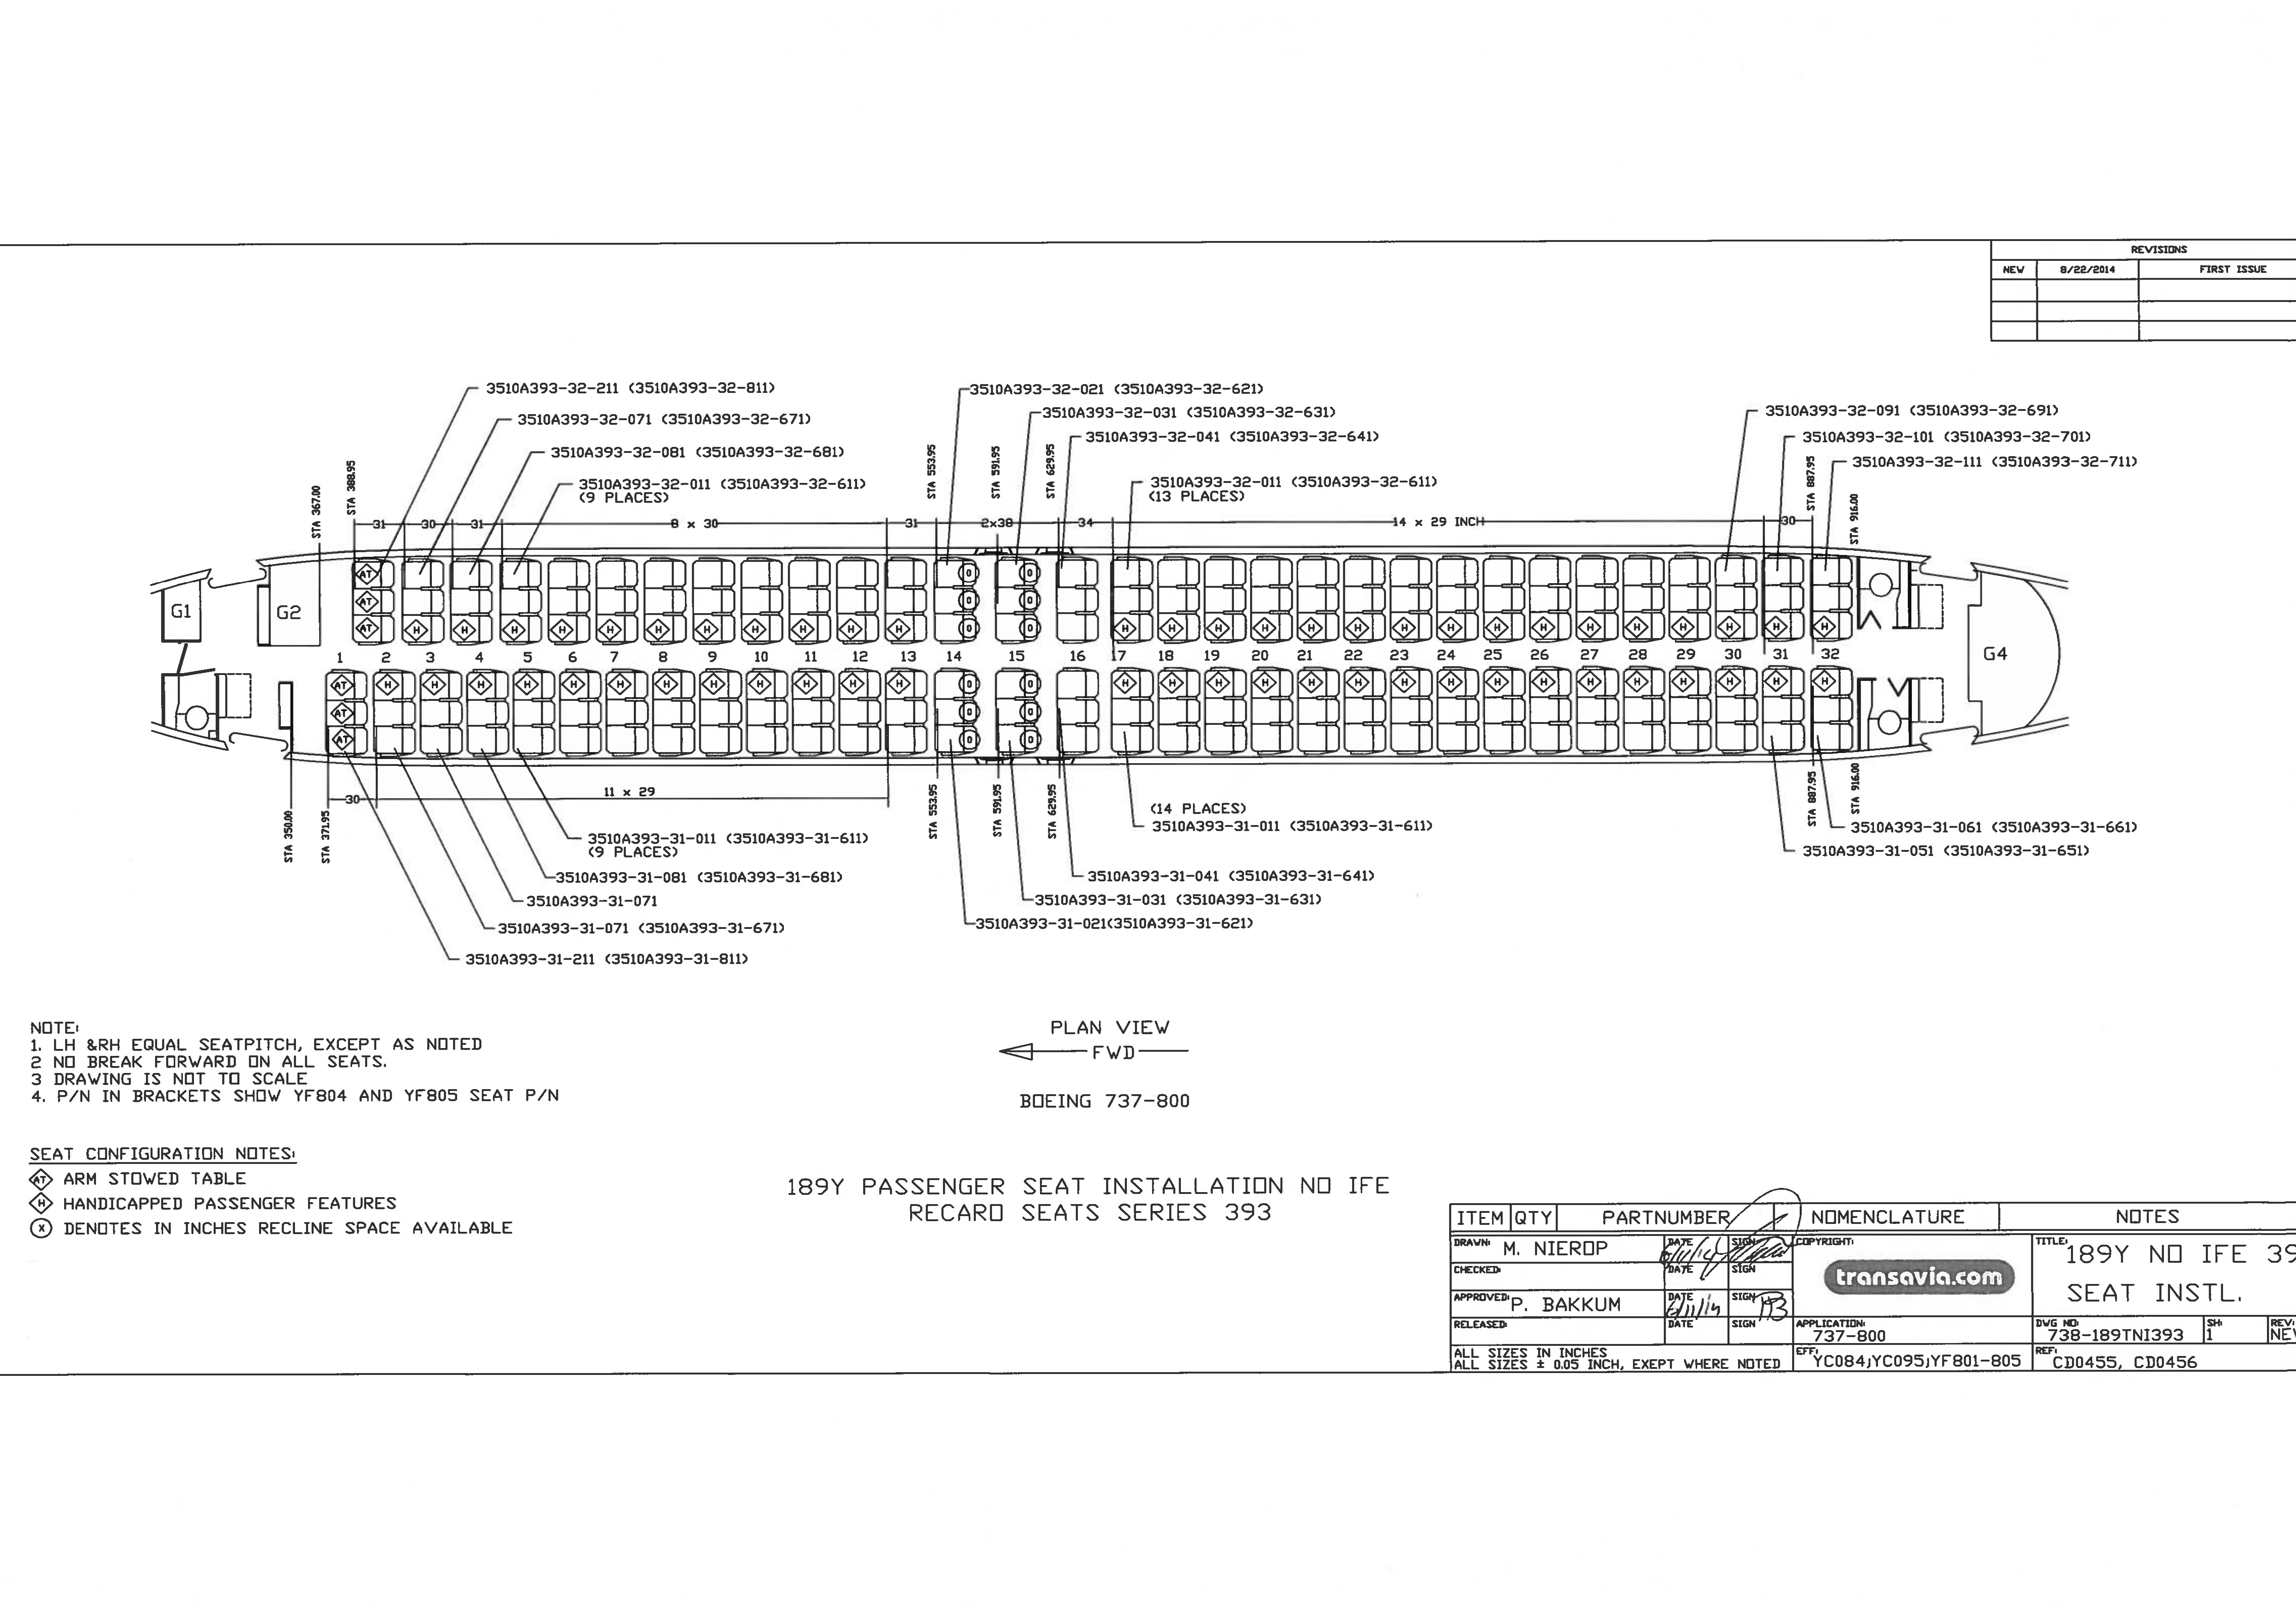 REVISIONS
NEW 8/22/2014 FIRST ISSUE
3510A393-32-211 (3510A393-32-811)
3510A393-32-071 (3510A393-32-671)
3510A393-32-081 (3510A393-32-681)
3510A393-32-011 (3510A393-32-611)
(9 PLACES)
3510A393-32-021 (3510A393-32-621)
3510A393-32-031 (3510A393-32-631)
3510A393-32-041 (3510A393-32-641)
3510A393-32-011 (3510A393-32-611)
(13 PLACES)
3510A393-32-091 (3510A393-32-691)
3510A393-32-101 (3510A393-32-701)
3510A393-32-111 (3510A393-32-711)
STA 367.00
STA 388.95
STA 553.95
STA 591.95
STA 629.95
STA 887.95
STA 916.00
31 30 31 8 x 30 31 2x38 34 14 x 29 INCH 30
AT O O
G1 G2 AT O O
AT H H H H H H H H H H H H O O H H H H H H H H H H H H H H H H
1 2 3 4 5 6 7 8 9 10 11 12 13 14 15 16 17 18 19 20 21 22 23 24 25 26 27 28 29 30 31 32 G4
AT H H H H H H H H H H H H O O H H H H H H H H H H H H H H H H
AT O O
AT O O
30 11 x 29
STA 350.00
STA 371.95
STA 553.95
STA 591.95
STA 629.95
STA 887.95
STA 916.00
3510A393-31-011 (3510A393-31-611)
(9 PLACES)
3510A393-31-081 (3510A393-31-681)
3510A393-31-071
3510A393-31-071 (3510A393-31-671)
3510A393-31-211 (3510A393-31-811)
(14 PLACES)
3510A393-31-011 (3510A393-31-611)
3510A393-31-041 (3510A393-31-641)
3510A393-31-031 (3510A393-31-631)
3510A393-31-021(3510A393-31-621)
3510A393-31-061 (3510A393-31-661)
3510A393-31-051 (3510A393-31-651)
NOTE:
1. LH &RH EQUAL SEATPITCH, EXCEPT AS NOTED
2 NO BREAK FORWARD ON ALL SEATS.
3 DRAWING IS NOT TO SCALE
4. P/N IN BRACKETS SHOW YF804 AND YF805 SEAT P/N
PLAN VIEW
FWD
BOEING 737-800
SEAT CONFIGURATION NOTES:
AT ARM STOWED TABLE
H HANDICAPPED PASSENGER FEATURES
X DENOTES IN INCHES RECLINE SPACE AVAILABLE
189Y PASSENGER SEAT INSTALLATION NO IFE
RECARO SEATS SERIES 393
ITEM QTY PARTNUMBER NOMENCLATURE NOTES
DRAWN: M. NIEROP DATE SIGN
CHECKED: DATE SIGN
APPROVED: P. BAKKUM DATE SIGN
RELEASED: DATE SIGN
ALL SIZES IN INCHES
ALL SIZES ± 0.05 INCH, EXEPT WHERE NOTED
COPYRIGHT:
transavia.com
APPLICATION:
737-800
EFF: YC084;YC095;YF801-805
TITLE: 189Y NO IFE 39
SEAT INSTL.
DWG NO: 738-189TNI393
SH: 1
REV: NEW
REF: CD0455, CD0456